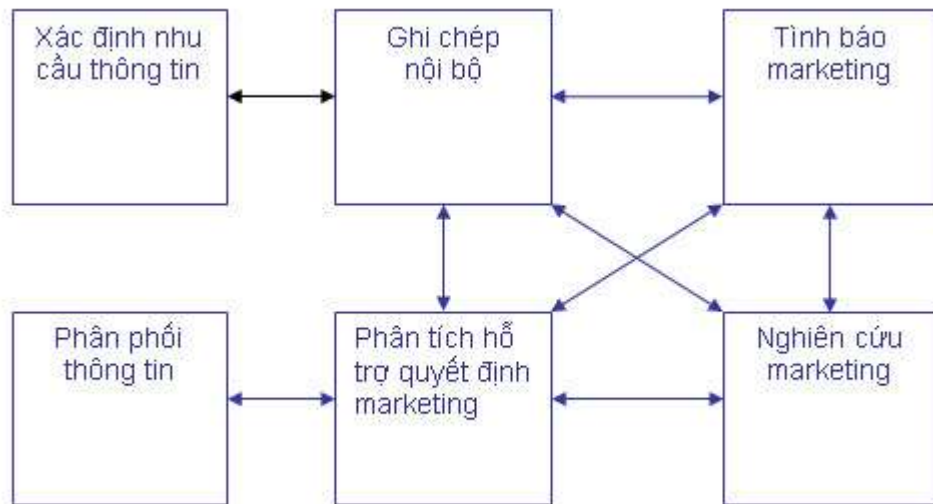 Xác định nhu
cầu thông tin
Ghi chép
nội bộ
Tình báo
marketing
Phân phối
thông tin
Phân tích hỗ
trợ quyết định
marketing
Nghiên cứu
marketing